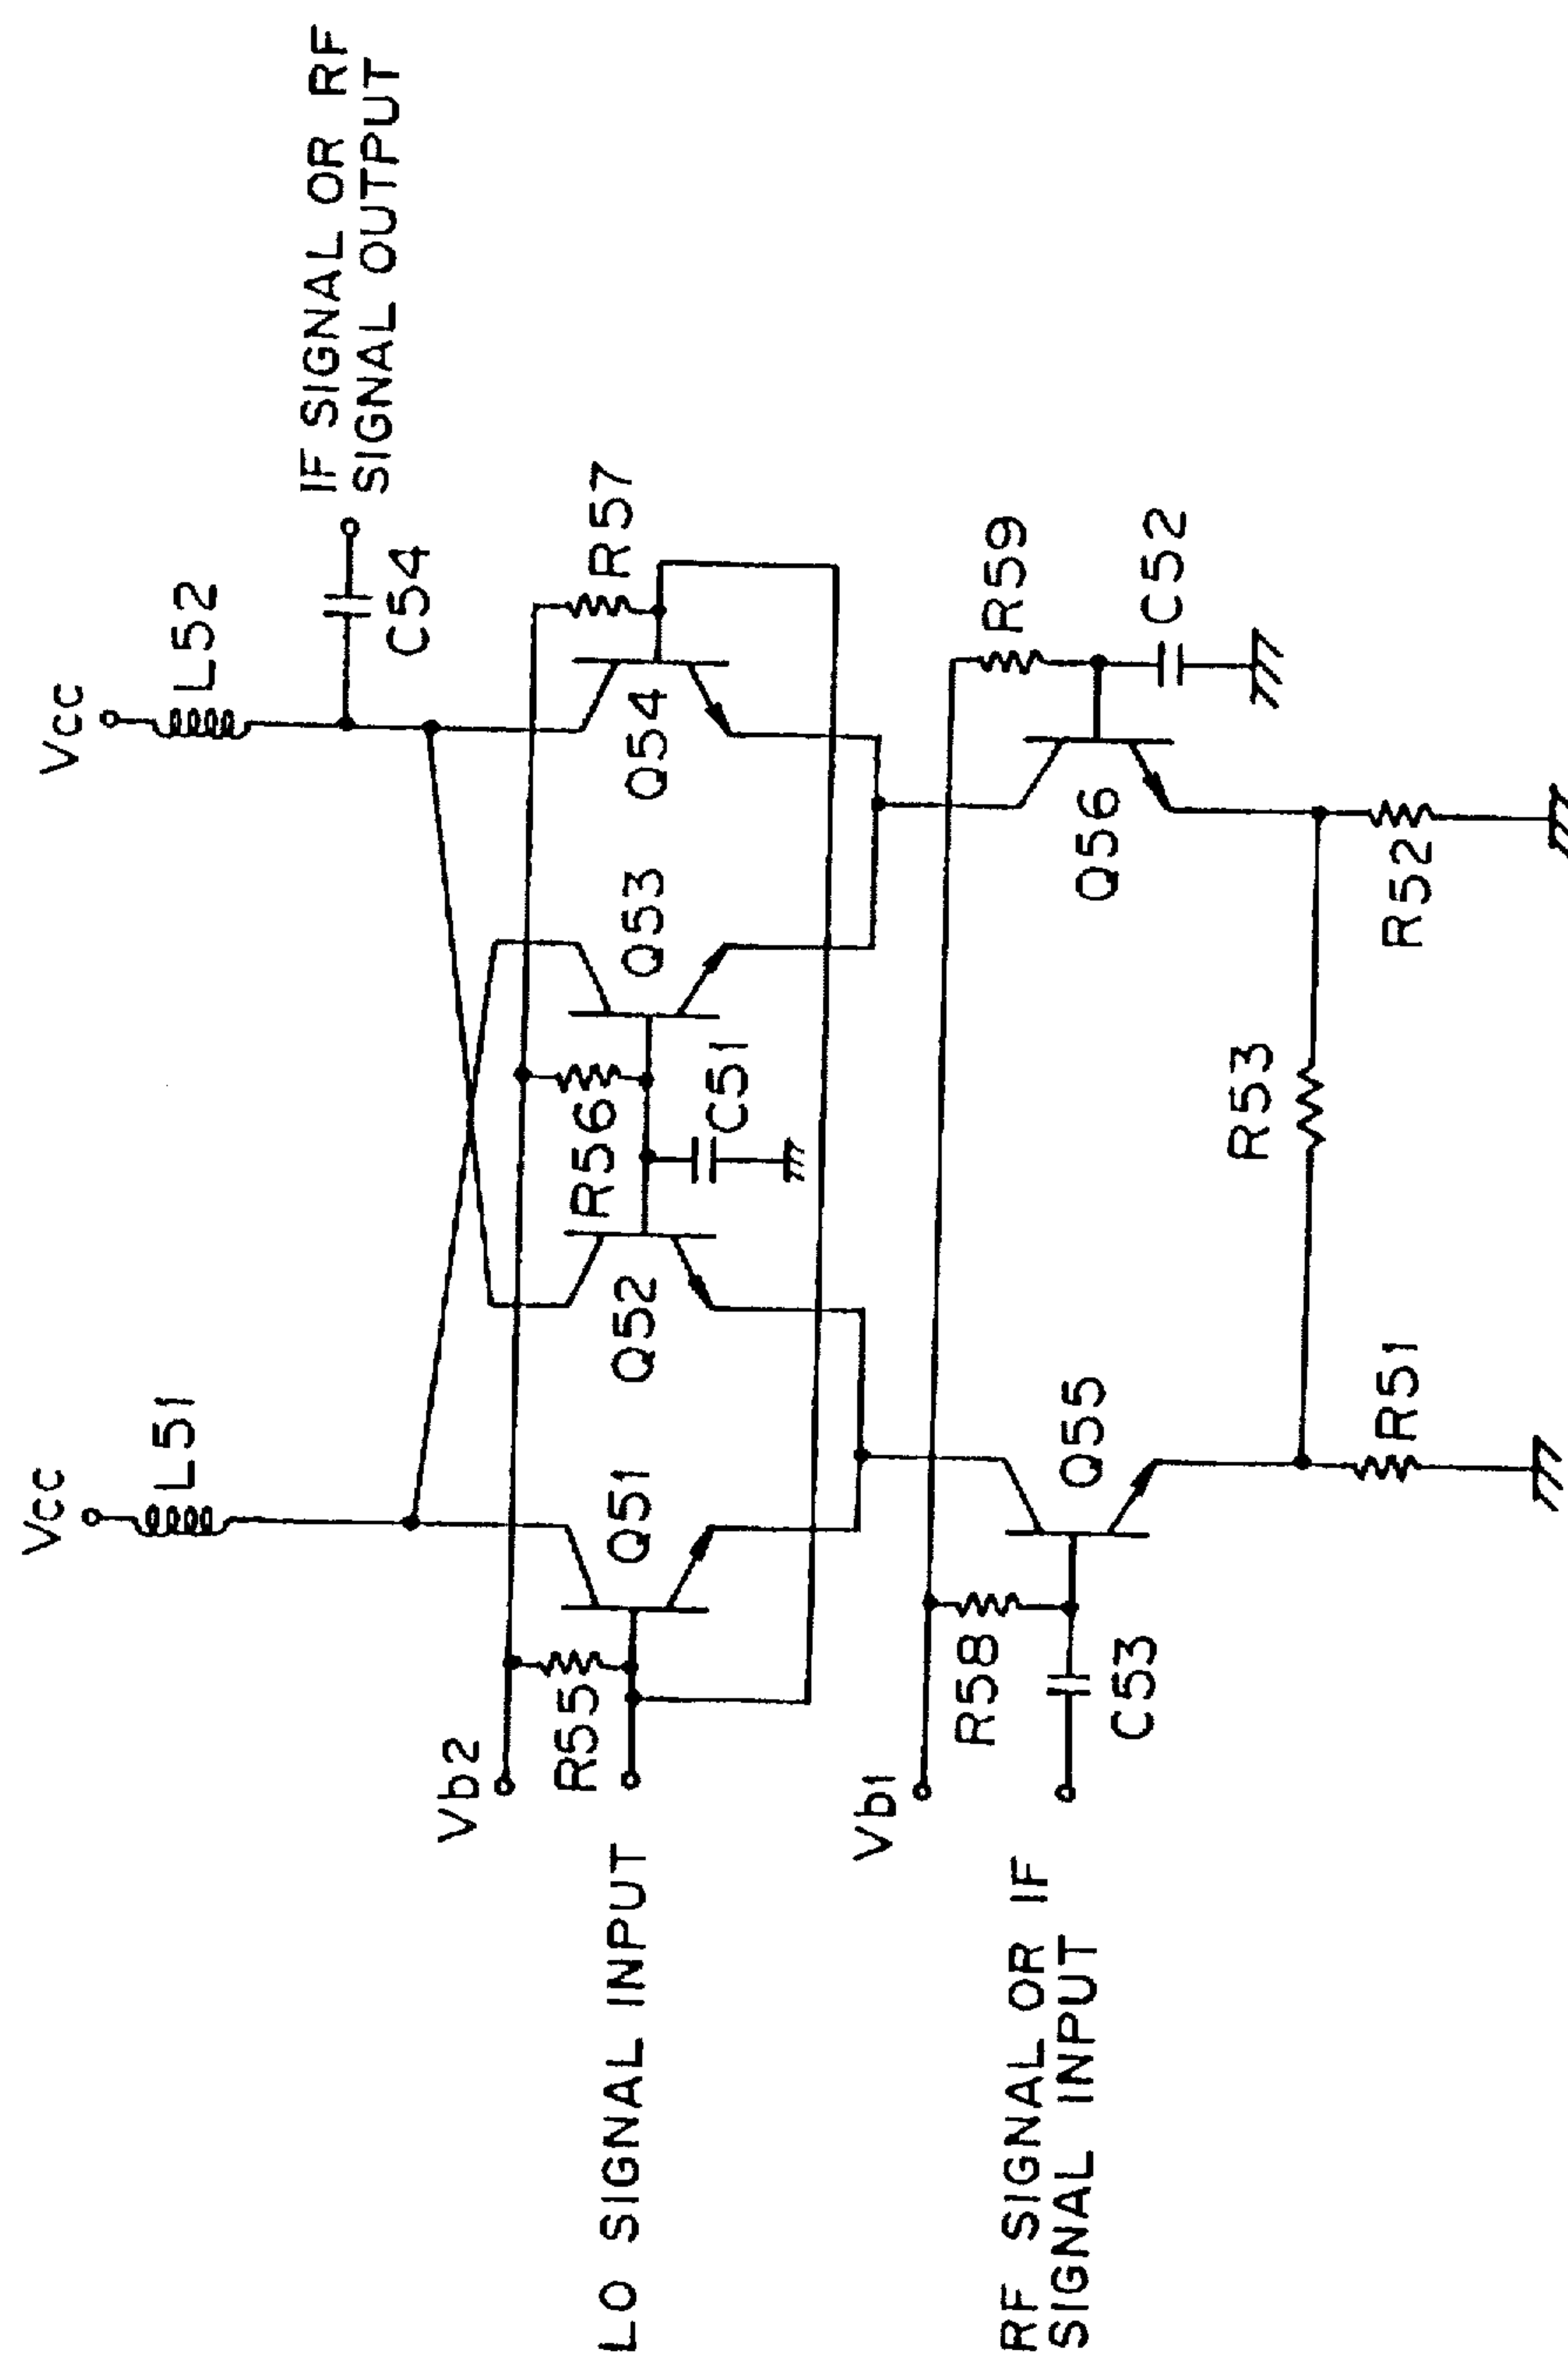 Vcc
Vcc
L51
L52
IF SIGNAL OR RF
SIGNAL OUTPUT
C54
Vb2
R55
Q51
Q52
R56
C51
Q53
Q54
R57
LO SIGNAL INPUT
Vb1
R58
C53
Q55
Q56
R59
C52
RF SIGNAL OR IF
SIGNAL INPUT
R53
R51
R52